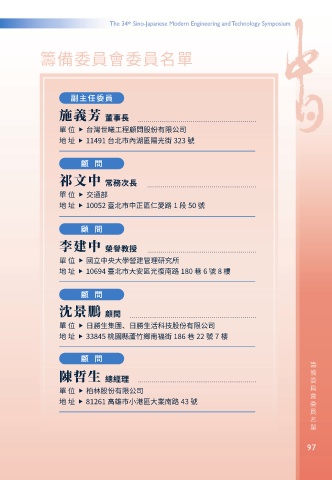 The 34th Sino-Japanese Modern Engineering and Technology Symposium
籌備委員會委員名單
中日
副主任委員
施義芳 董事長
單位 ▶ 台灣世曦工程顧問股份有限公司
地址 ▶ 11491 台北市內湖區陽光街 323 號
顧問
祁文中 常務次長
單位 ▶ 交通部
地址 ▶ 10052 臺北市中正區仁愛路 1 段 50 號
顧問
李建中 榮譽教授
單位 ▶ 國立中央大學營建管理研究所
地址 ▶ 10694 臺北市大安區光復南路 180 巷 6 號 8 樓
顧問
沈景鵬 顧問
單位 ▶ 日勝生集團、日勝生活科技股份有限公司
地址 ▶ 33845 桃園縣蘆竹鄉南福街 186 巷 22 號 7 樓
顧問
陳哲生 總經理
單位 ▶ 柏林股份有限公司
地址 ▶ 81261 高雄市小港區大業南路 43 號
籌備委員會委員名單
97